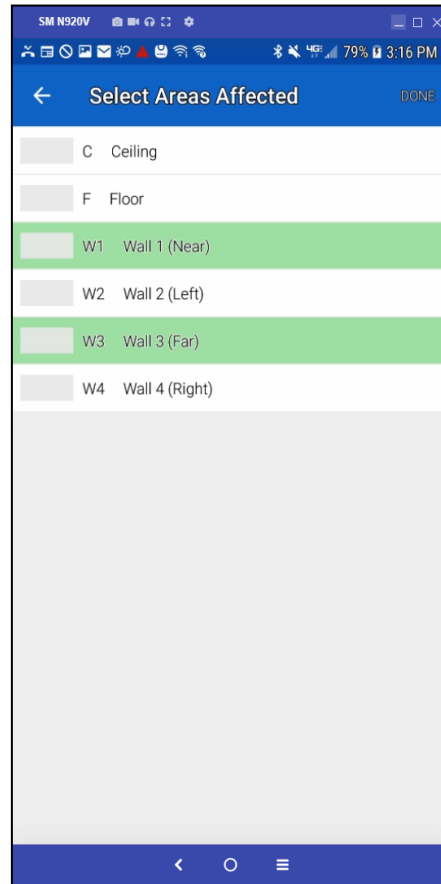 SM N920V
4GE 79% 3:16 PM
Select Areas Affected DONE
C Ceiling
F Floor
W1 Wall 1 (Near)
W2 Wall 2 (Left)
W3 Wall 3 (Far)
W4 Wall 4 (Right)